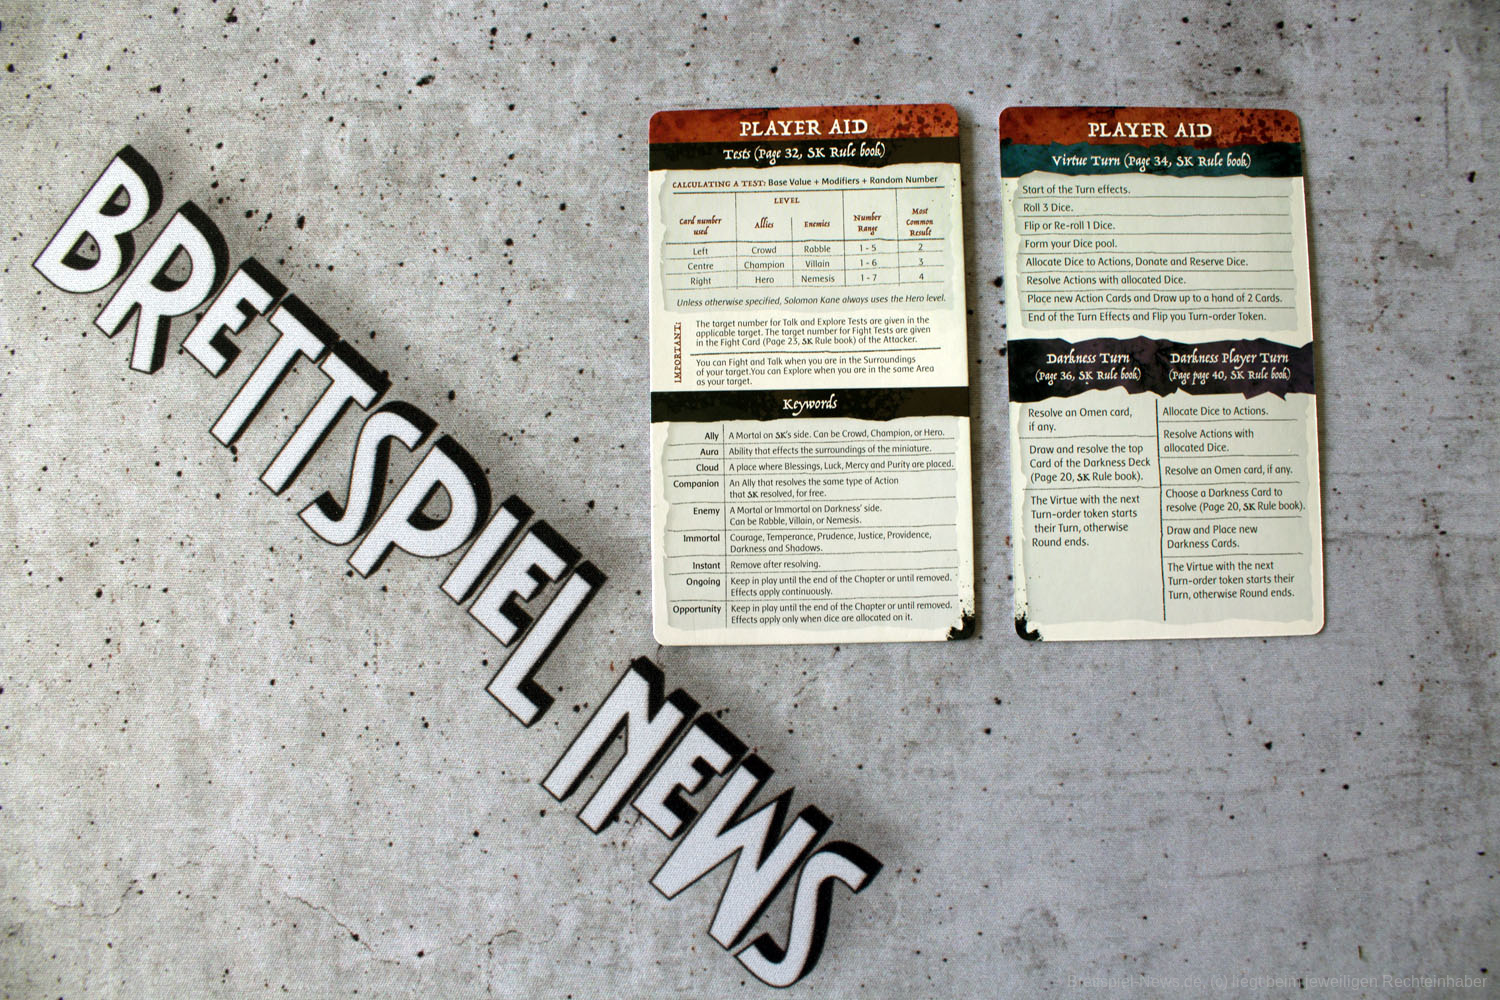 BRETTSPIEL NEWS
PLAYER AID
Tests (Page 32, SK Rule book)
CALCULATING A TEST: Base Value + Modifiers + Random Number
LEVEL
Card number used Allies Enemies Number Range Most Common Result
Left Crowd Rabble 1 - 5 2
Centre Champion Villain 1 - 6 3
Right Hero Nemesis 1 - 7 4
Unless otherwise specified, Solomon Kane always uses the Hero level.
IMPORTANT:
The target number for Talk and Explore Tests are given in the
applicable target. The target number for Fight Tests are given
in the Fight Card (Page 23, SK Rule book) of the Attacker.
You can Fight and Talk when you are in the Surroundings
of your target.You can Explore when you are in the same Area
as your target.
Keywords
Ally A Mortal on SK's side. Can be Crowd, Champion, or Hero.
Aura Ability that effects the surroundings of the miniature.
Cloud A place where Blessings, Luck, Mercy and Purity are placed.
Companion An Ally that resolves the same type of Action
that SK resolved, for free.
Enemy A Mortal or Immortal on Darkness' side.
Can be Rabble, Villain, or Nemesis.
Immortal Courage, Temperance, Prudence, Justice, Providence,
Darkness and Shadows.
Instant Remove after resolving.
Ongoing Keep in play until the end of the Chapter or until removed.
Effects apply continuously.
Opportunity Keep in play until the end of the Chapter or until removed.
Effects apply only when dice are allocated on it.
PLAYER AID
Virtue Turn (Page 34, SK Rule book)
Start of the Turn effects.
Roll 3 Dice.
Flip or Re-roll 1 Dice.
Form your Dice pool.
Allocate Dice to Actions, Donate and Reserve Dice.
Resolve Actions with allocated Dice.
Place new Action Cards and Draw up to a hand of 2 Cards.
End of the Turn Effects and Flip you Turn-order Token.
Darkness Turn
(Page 36, SK Rule book)
Resolve an Omen card,
if any.
Draw and resolve the top
Card of the Darkness Deck
(Page 20, SK Rule book).
The Virtue with the next
Turn-order token starts
their Turn, otherwise
Round ends.
Darkness Player Turn
(Page page 40, SK Rule book)
Allocate Dice to Actions.
Resolve Actions with
allocated Dice.
Resolve an Omen card, if any.
Choose a Darkness Card to
resolve (Page 20, SK Rule book).
Draw and Place new
Darkness Cards.
The Virtue with the next
Turn-order token starts their
Turn, otherwise Round ends.
Brettspiel-News.de, (c) liegt beim jeweiligen Rechteinhaber